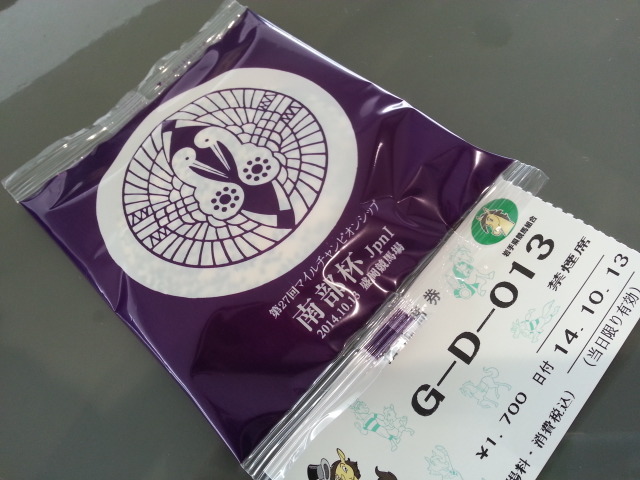 第27回マイルチャンピオンシップ
南部杯 JpnI
2014.10.13 盛岡競馬場
岩手県競馬組合
券
G-D-013
禁煙席
¥1.700 日付 14.10.13
料・消費税込)
(当日限り有効)